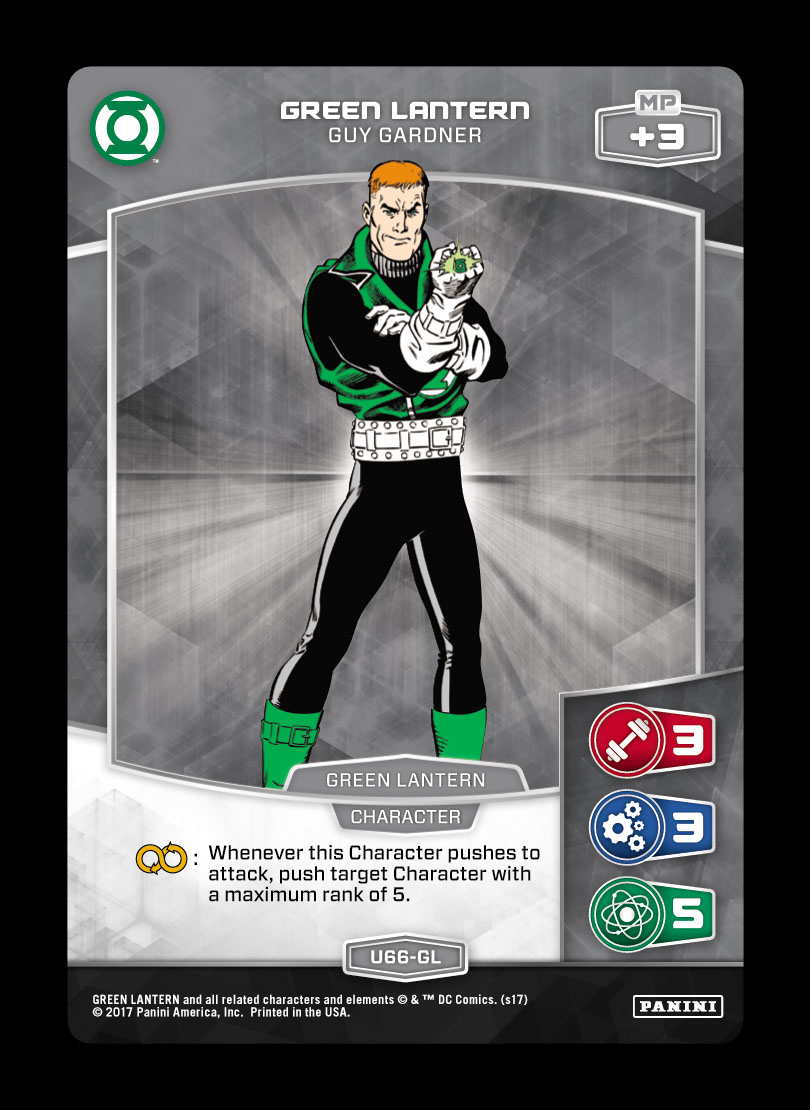 GREEN LANTERN
GUY GARDNER
MP
+3
™
3
3
5
GREEN LANTERN
CHARACTER
: Whenever this Character pushes to
attack, push target Character with
a maximum rank of 5.
U66-GL
GREEN LANTERN and all related characters and elements © & ™ DC Comics. (s17)
© 2017 Panini America, Inc. Printed in the USA.
PANINI